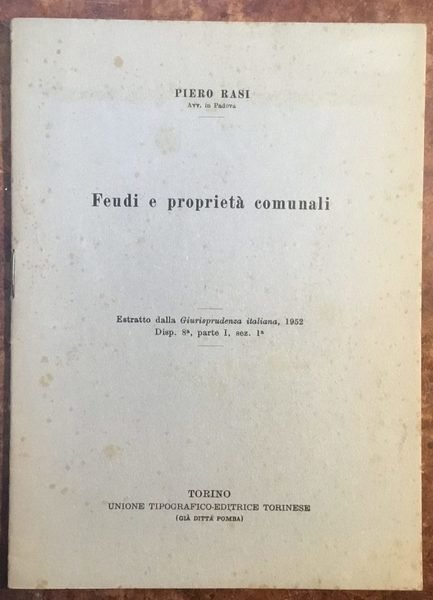 PIERO RASI
Avv. in Padova
Feudi e proprietà comunali
Estratto dalla Giurisprudenza italiana, 1952
Disp. 8ª, parte I, sez. 1ª
TORINO
UNIONE TIPOGRAFICO-EDITRICE TORINESE
(GIÀ DITTA POMBA)